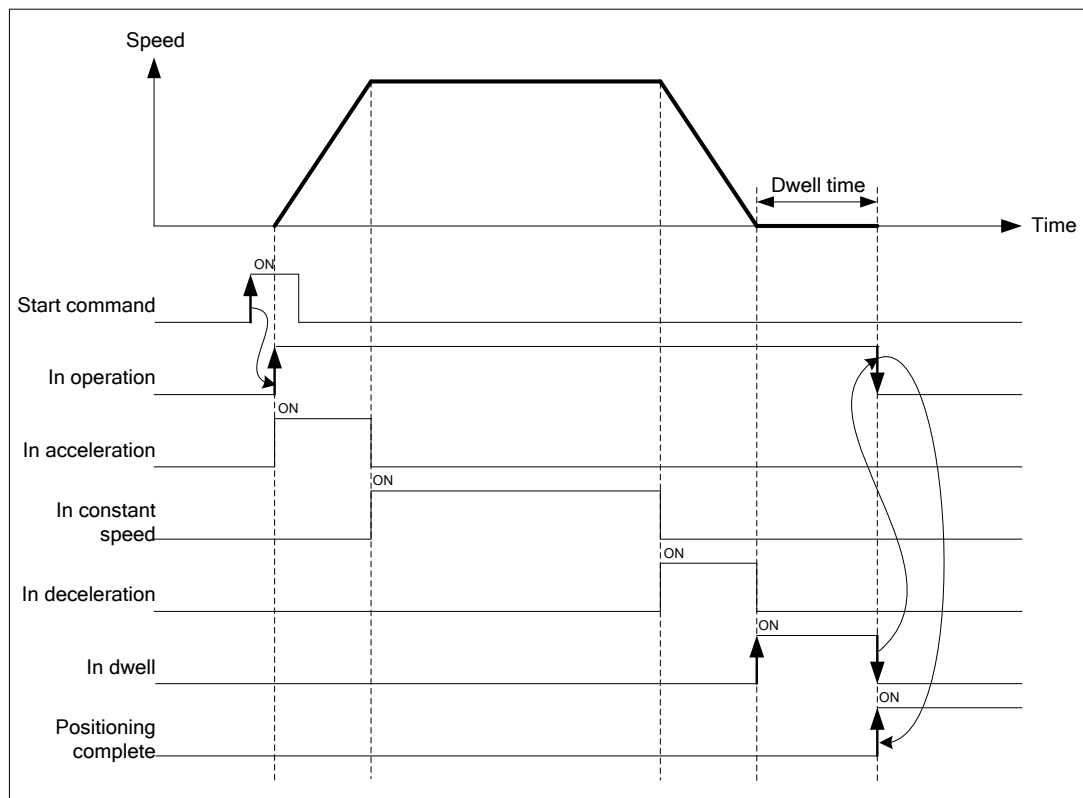 Speed
Dwell time
Time
ON
Start command
In operation
ON
In acceleration
ON
In constant
speed
ON
In deceleration
ON
In dwell
ON
Positioning
complete